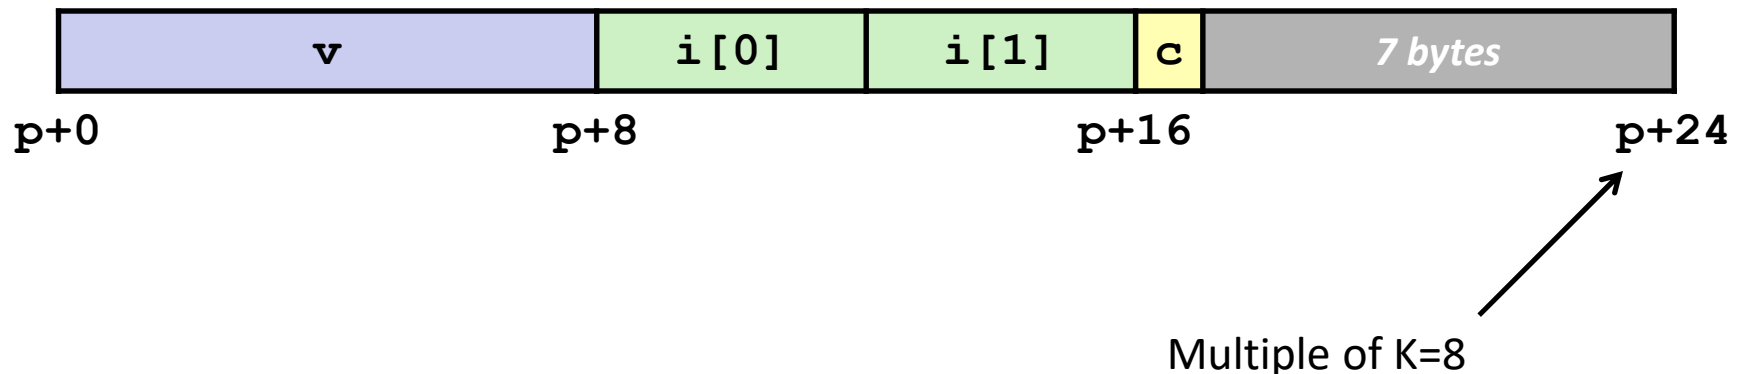 v i[0] i[1] c 7 bytes
p+0 p+8 p+16 p+24
Multiple of K=8